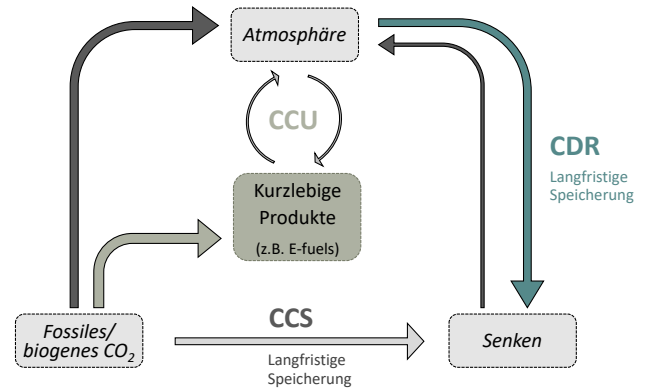 Atmosphäre
CCU
CDR
Langfristige
Speicherung
Kurzlebige
Produkte
(z.B. E-fuels)
Fossiles/
biogenes CO₂
CCS
Langfristige
Speicherung
Senken